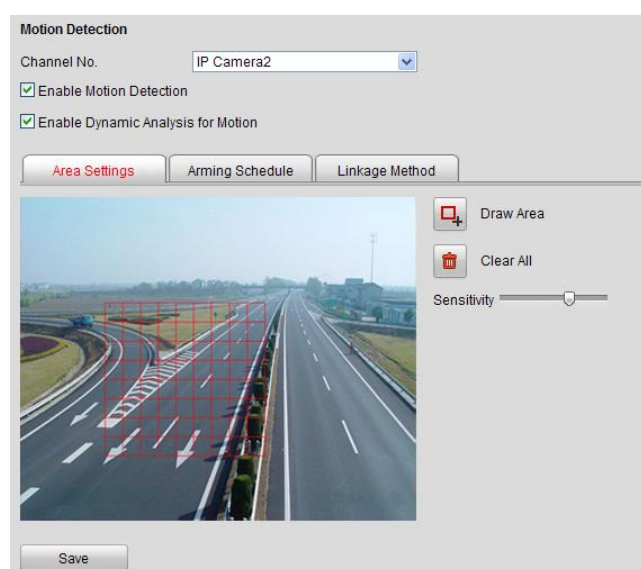 Motion Detection
Channel No. IP Camera2
Enable Motion Detection
Enable Dynamic Analysis for Motion
Area Settings Arming Schedule Linkage Method
Draw Area
Clear All
Sensitivity
Save